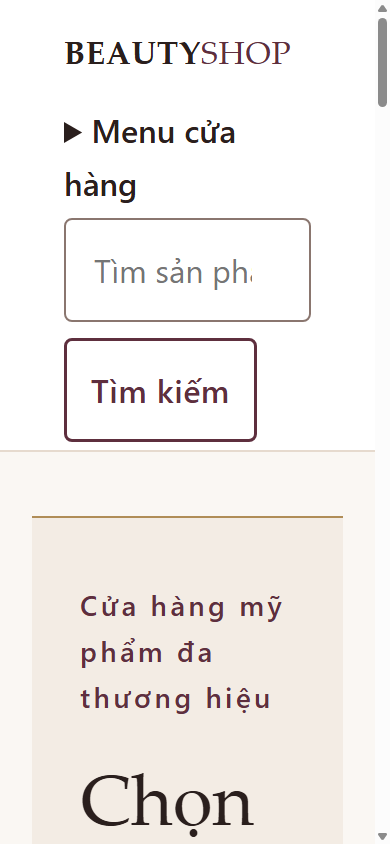 BEAUTYSHOP
Menu cửa
hàng
Tìm sản phẩ
Tìm kiếm
Cửa hàng mỹ
phẩm đa
thương hiệu
Chọn